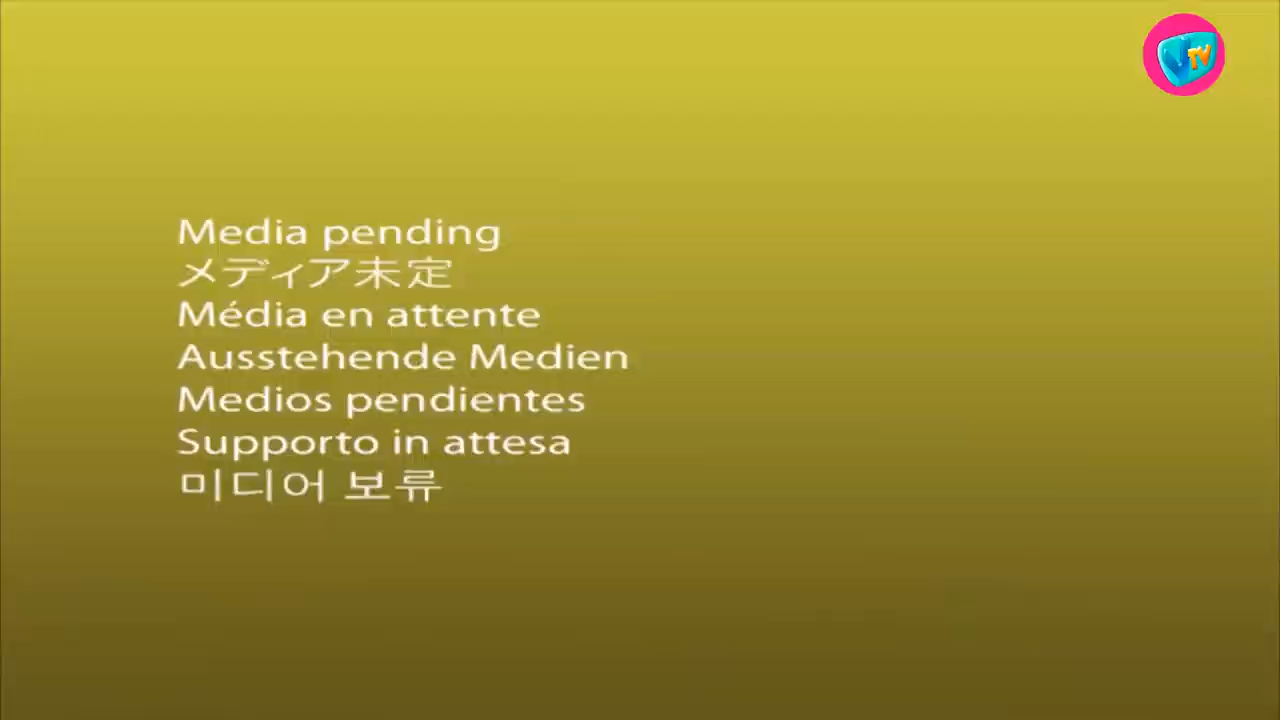 TV
Media pending
メディア未定
Média en attente
Ausstehende Medien
Medios pendientes
Supporto in attesa
미디어 보류